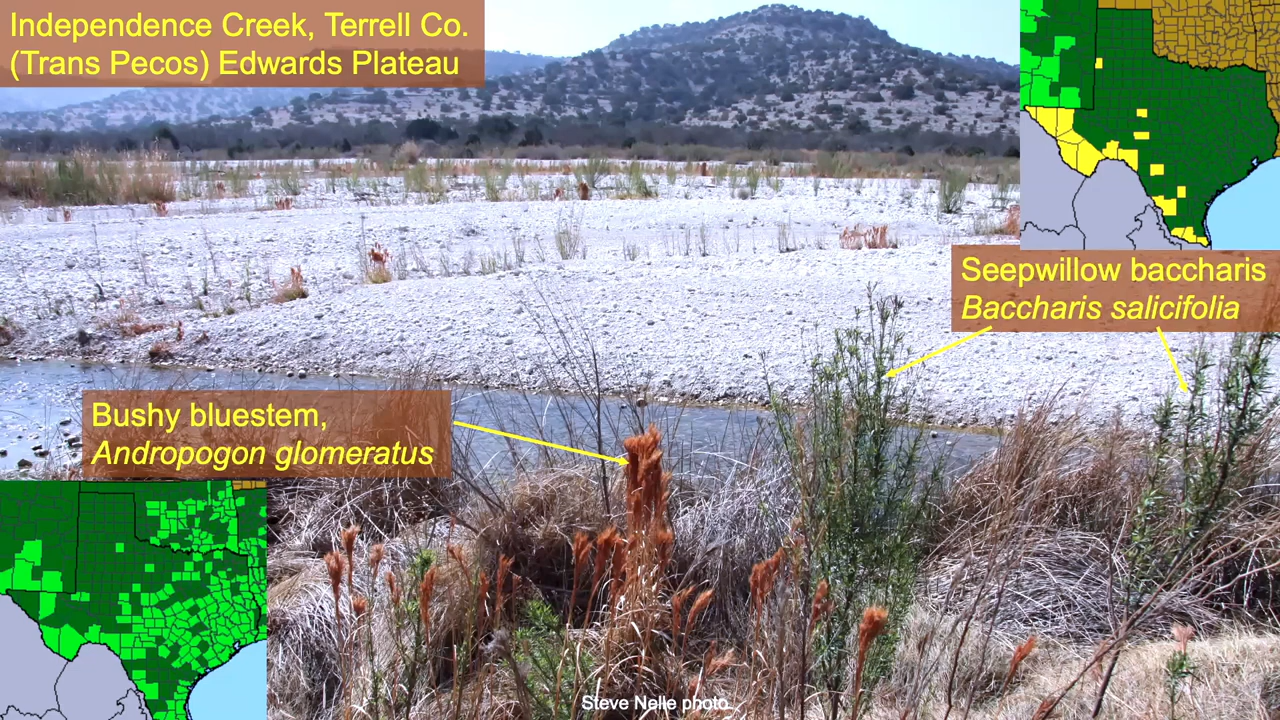 Independence Creek, Terrell Co.
(Trans Pecos) Edwards Plateau
Seepwillow baccharis
Baccharis salicifolia
Bushy bluestem,
Andropogon glomeratus
Steve Nelle photo